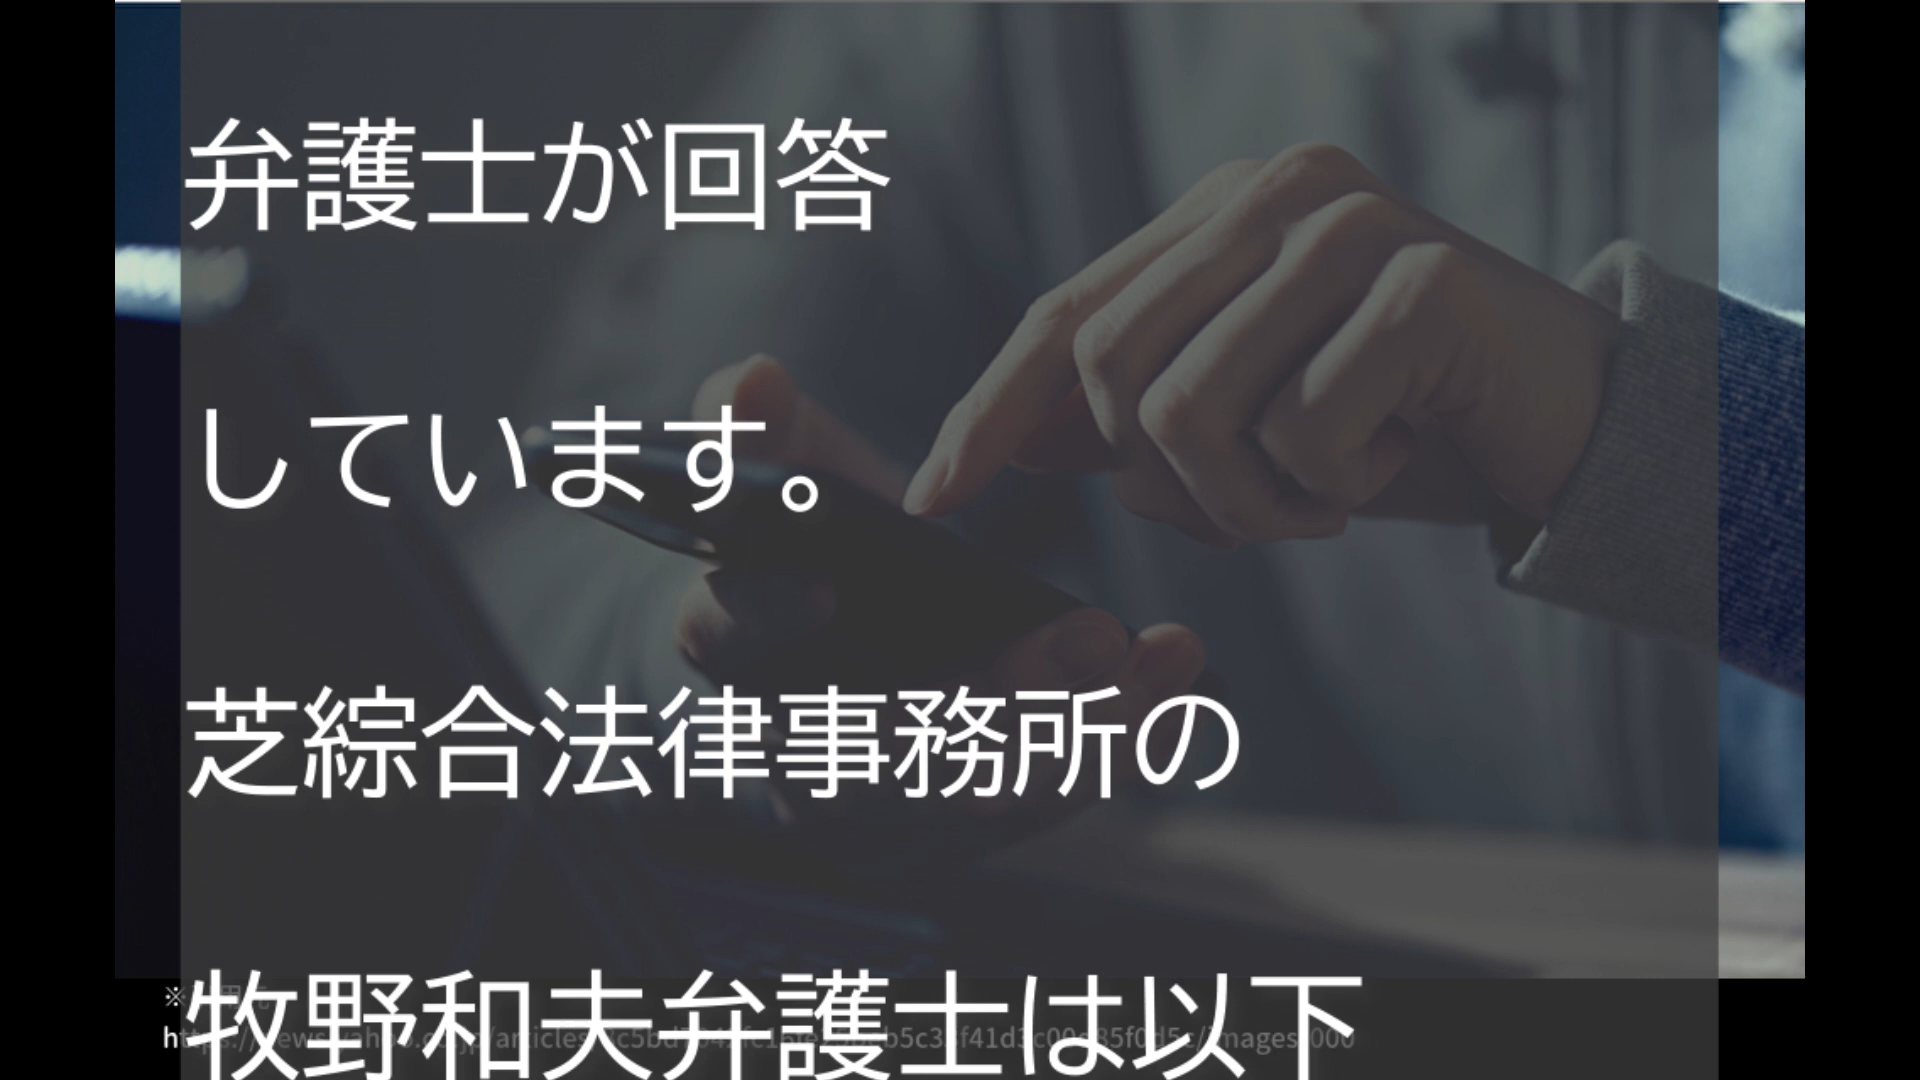 弁護士が回答
しています。
芝綜合法律事務所の
牧野和夫弁護士は以下